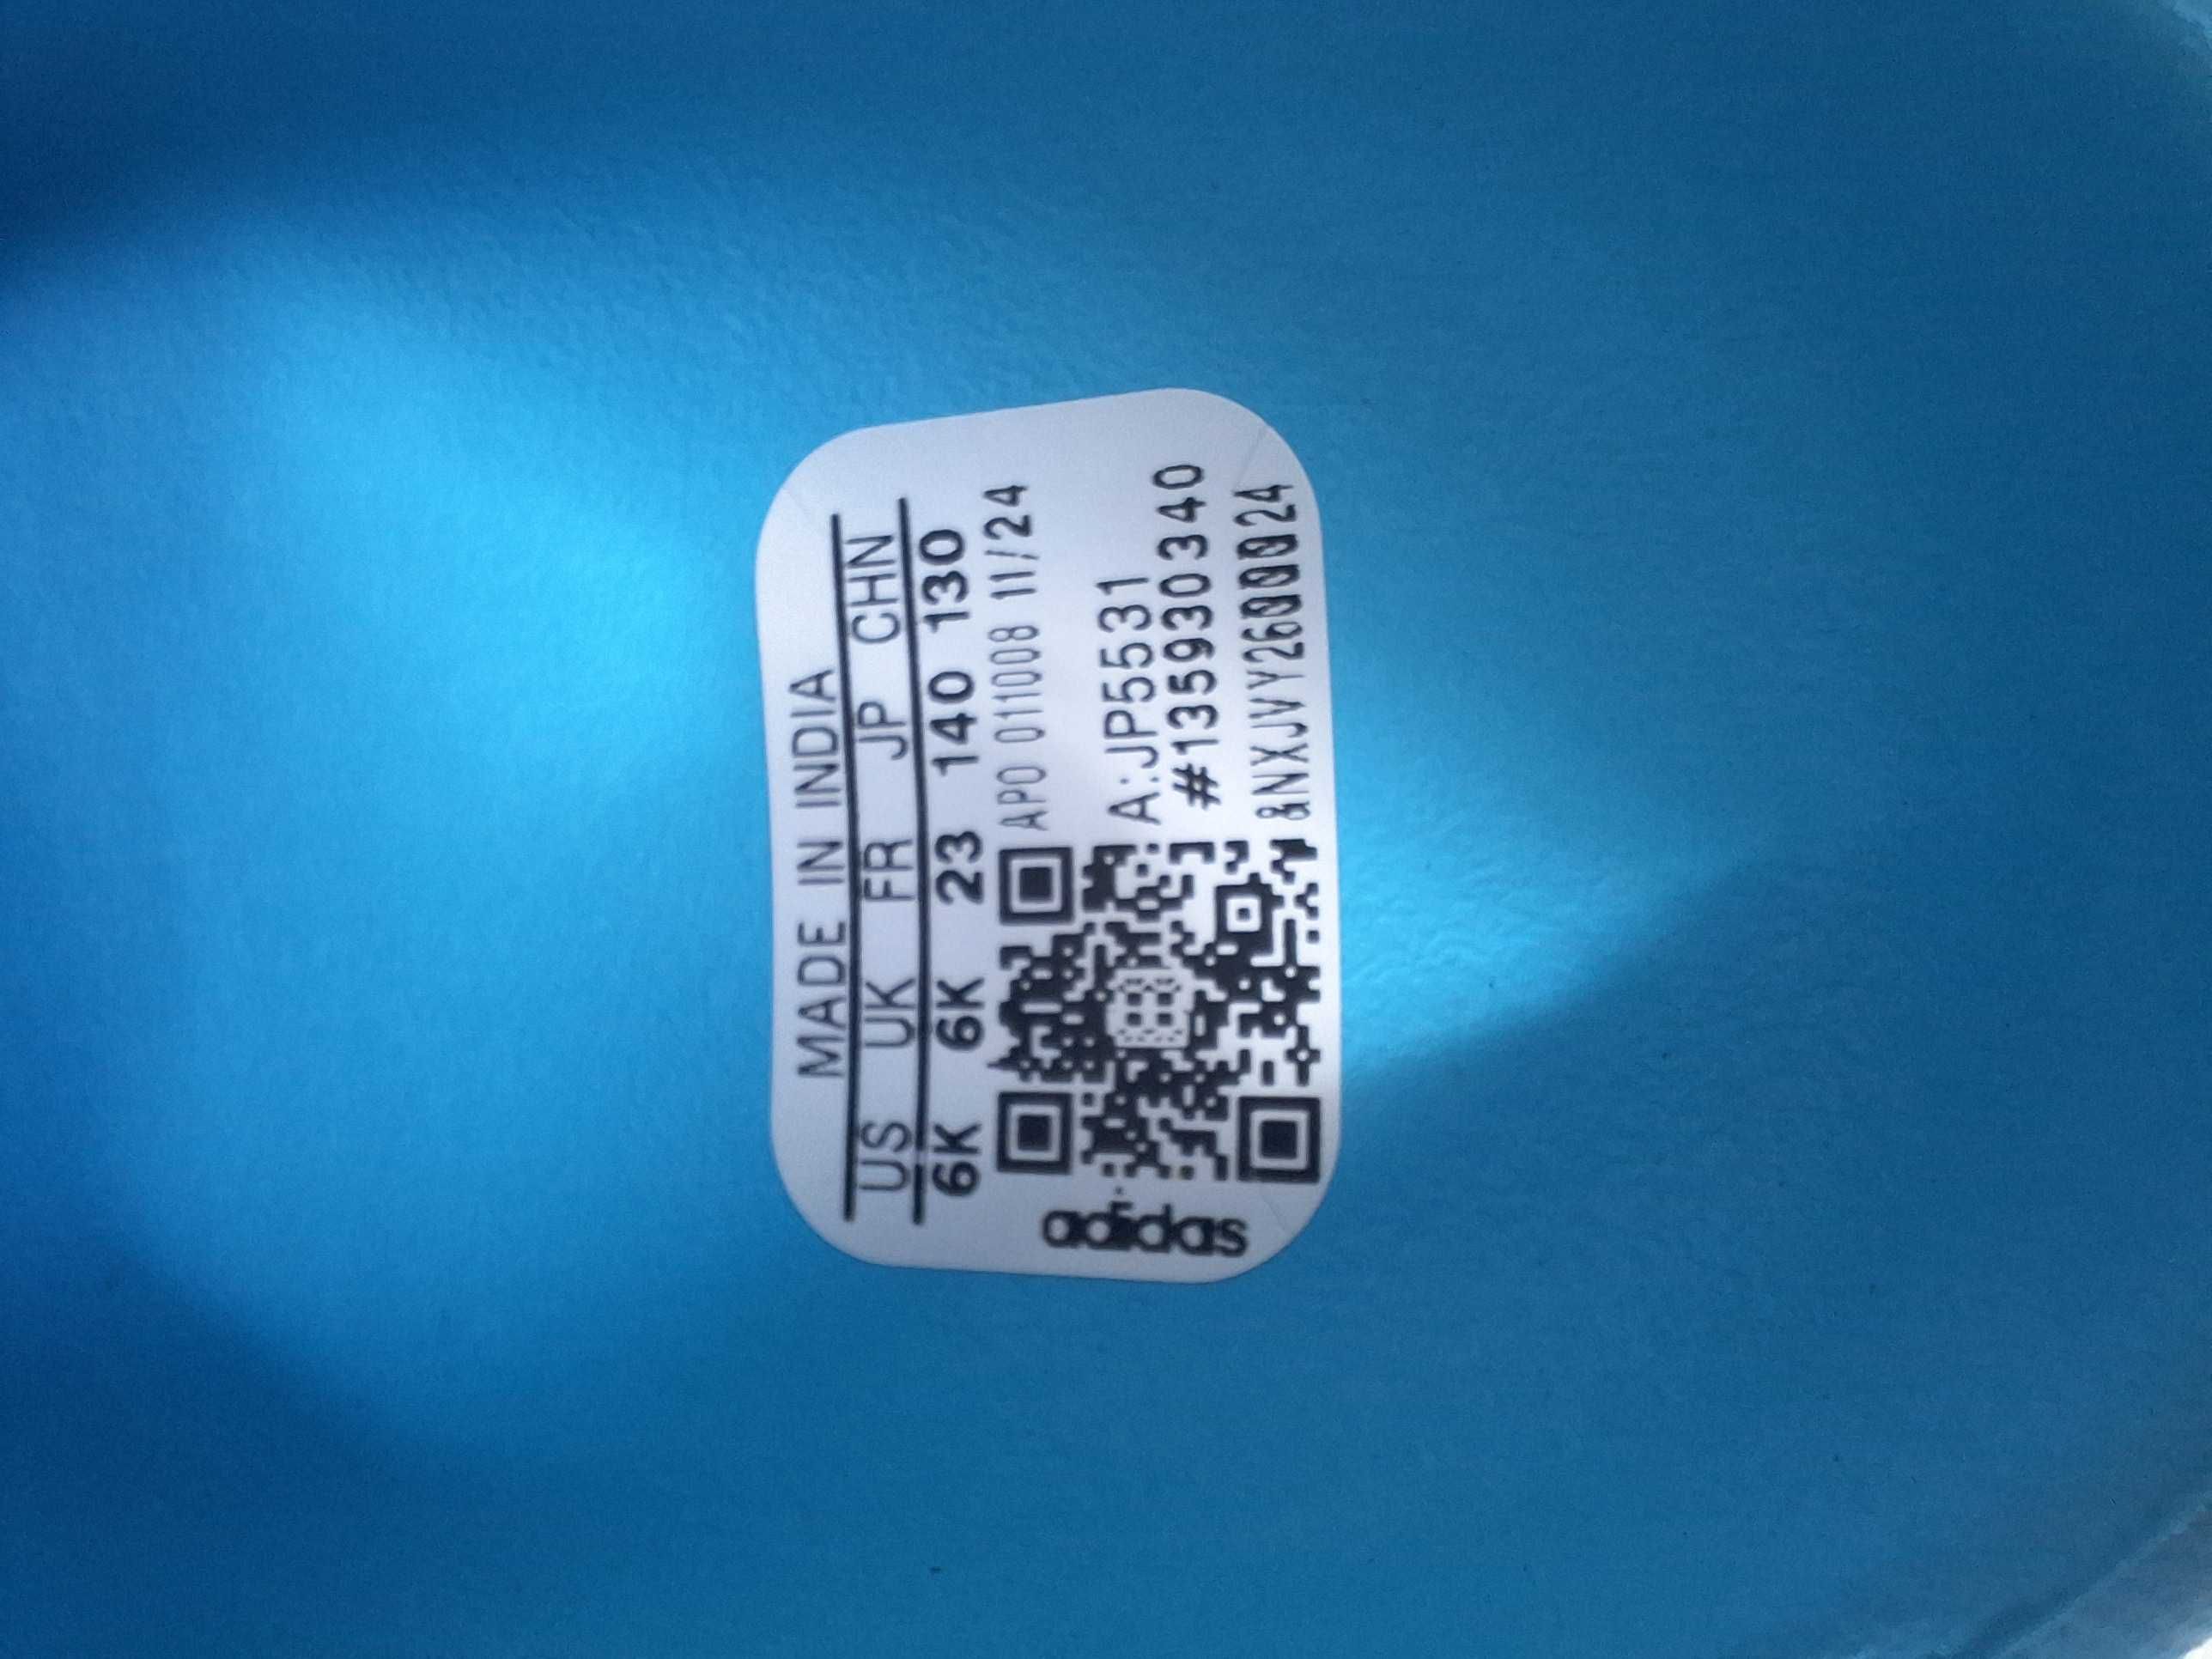 MADE IN INDIA
US UK FR JP CHN
6K 6K 23 140 130
APO 011008 11/24
A:JP5531
#135930340
&NXJVY2600024
adidas